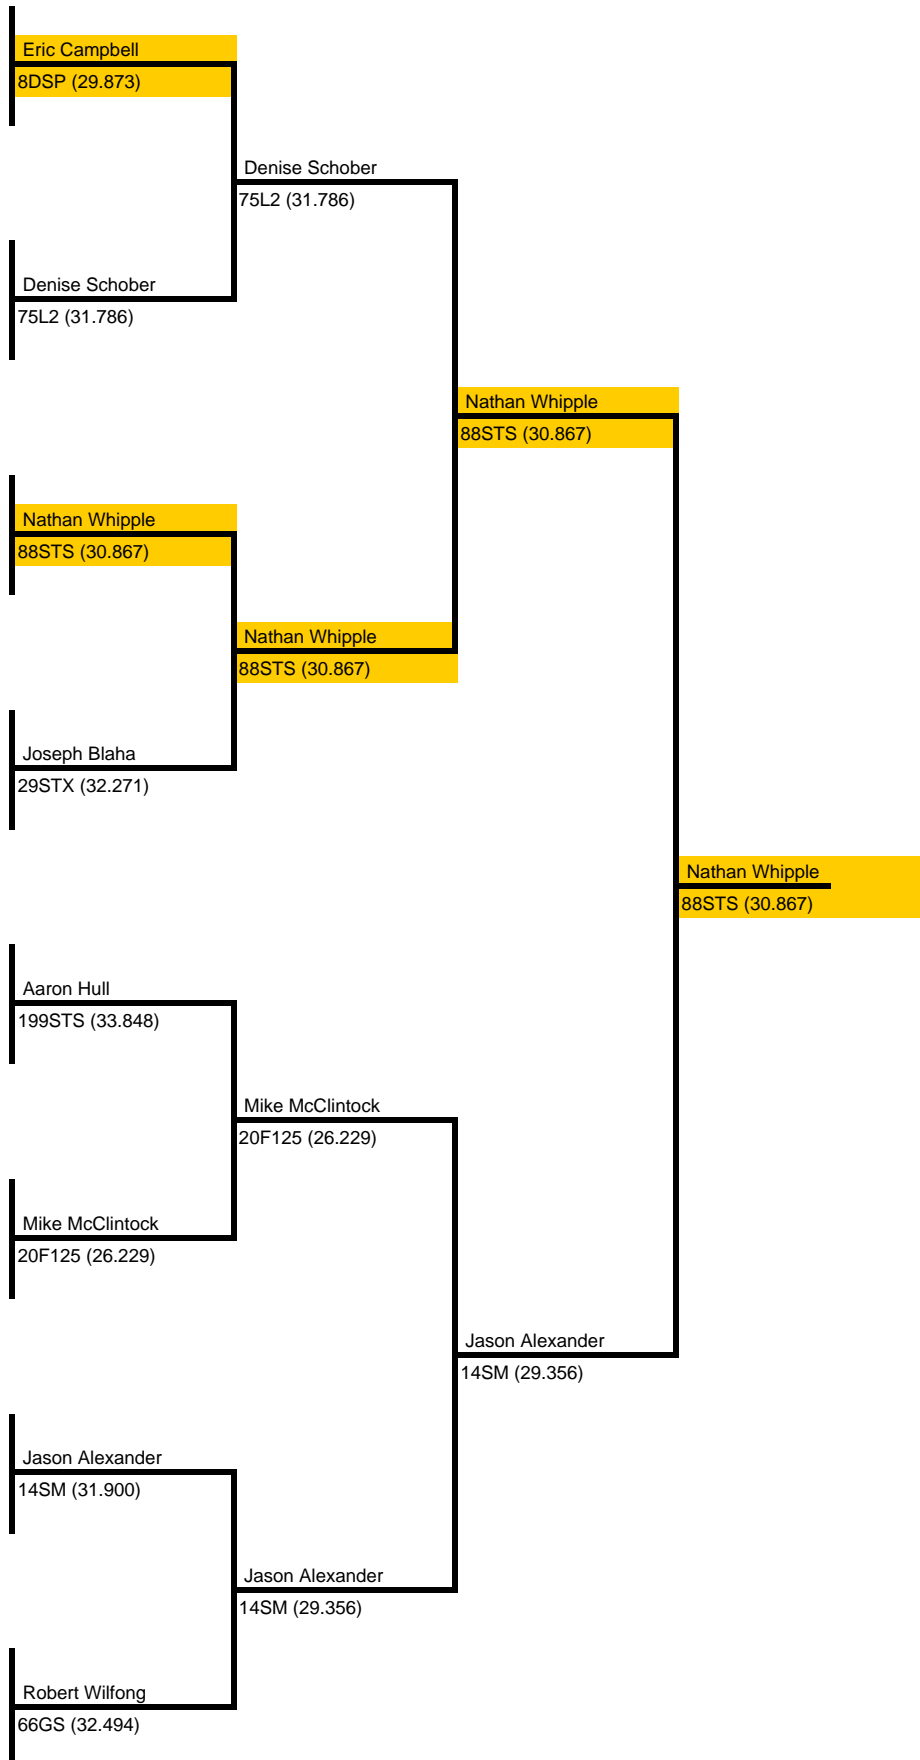 Eric Campbell
8DSP (29.873)
Denise Schober
75L2 (31.786)
Denise Schober
75L2 (31.786)
Nathan Whipple
88STS (30.867)
Nathan Whipple
88STS (30.867)
Nathan Whipple
88STS (30.867)
Joseph Blaha
29STX (32.271)
Nathan Whipple
88STS (30.867)
Aaron Hull
199STS (33.848)
Mike McClintock
20F125 (26.229)
Mike McClintock
20F125 (26.229)
Jason Alexander
14SM (29.356)
Jason Alexander
14SM (31.900)
Jason Alexander
14SM (29.356)
Robert Wilfong
66GS (32.494)